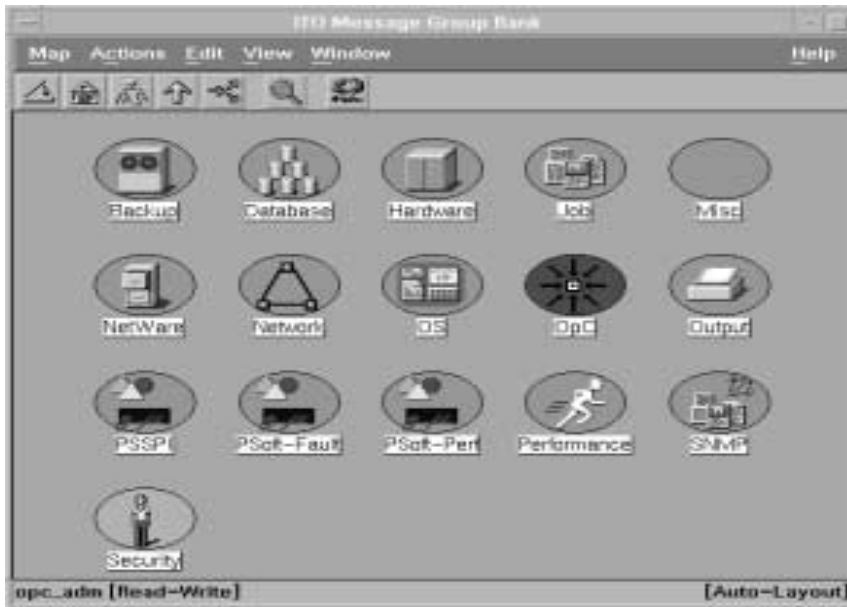 ITO Message Group Bank
Map Actions Edit View Window Help
Backup Database Hardware Job Misc
NetWare Network OS OpC Output
PSSPI PSoft-Fault PSoft-Perf Performance SNMP
Security
opc_adm [Read-Write] [Auto-Layout]